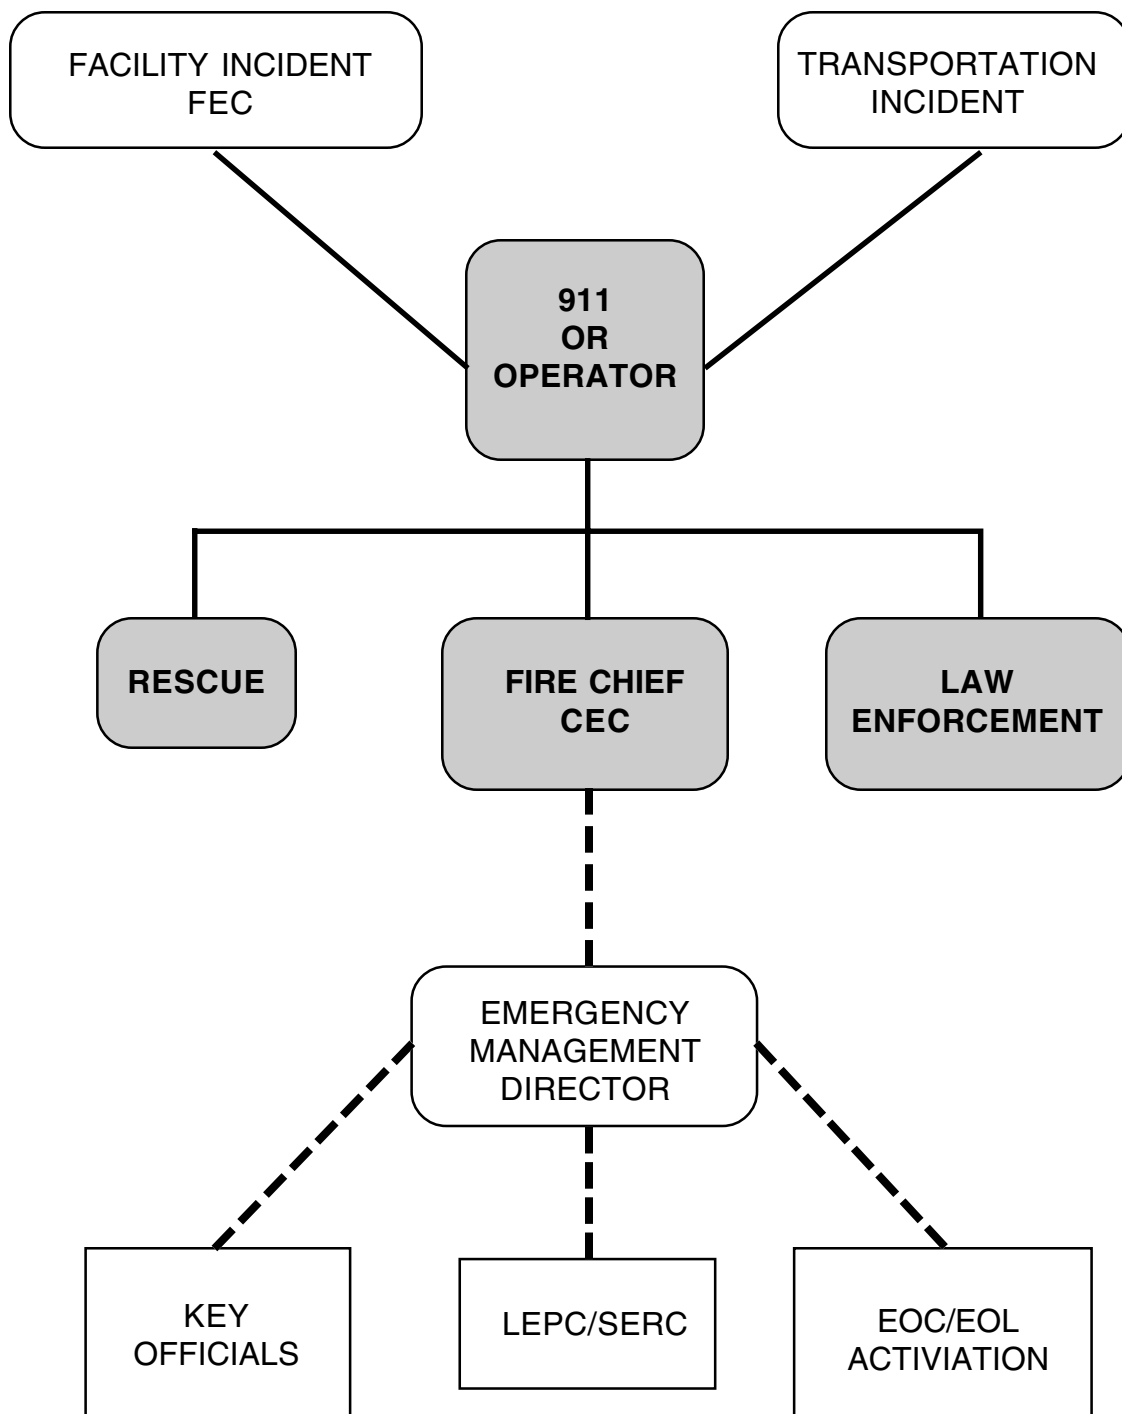 FACILITY INCIDENT
FEC
TRANSPORTATION
INCIDENT
911
OR
OPERATOR
RESCUE
FIRE CHIEF
CEC
LAW
ENFORCEMENT
EMERGENCY
MANAGEMENT
DIRECTOR
KEY
OFFICIALS
LEPC/SERC
EOC/EOL
ACTIVIATION